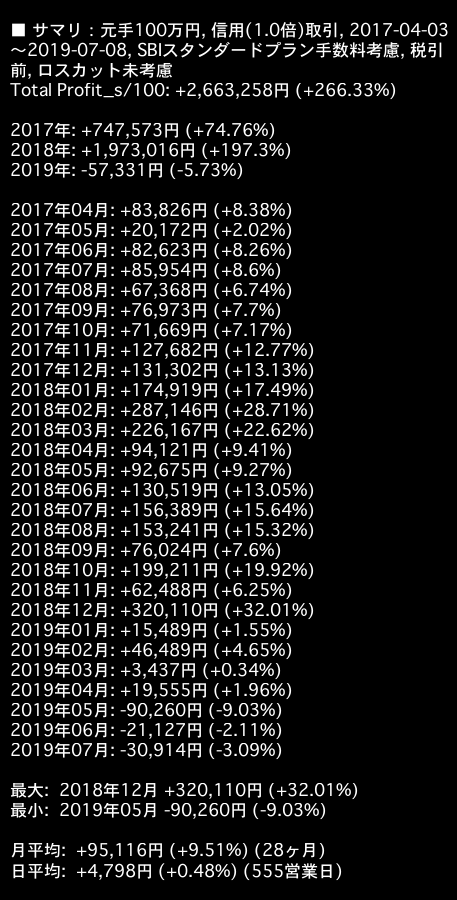 ■ サマリ：元手100万円, 信用(1.0倍)取引, 2017-04-03
～2019-07-08, SBIスタンダードプラン手数料考慮, 税引
前, ロスカット未考慮
Total Profit_s/100: +2,663,258円 (+266.33%)
2017年: +747,573円 (+74.76%)
2018年: +1,973,016円 (+197.3%)
2019年: -57,331円 (-5.73%)
2017年04月: +83,826円 (+8.38%)
2017年05月: +20,172円 (+2.02%)
2017年06月: +82,623円 (+8.26%)
2017年07月: +85,954円 (+8.6%)
2017年08月: +67,368円 (+6.74%)
2017年09月: +76,973円 (+7.7%)
2017年10月: +71,669円 (+7.17%)
2017年11月: +127,682円 (+12.77%)
2017年12月: +131,302円 (+13.13%)
2018年01月: +174,919円 (+17.49%)
2018年02月: +287,146円 (+28.71%)
2018年03月: +226,167円 (+22.62%)
2018年04月: +94,121円 (+9.41%)
2018年05月: +92,675円 (+9.27%)
2018年06月: +130,519円 (+13.05%)
2018年07月: +156,389円 (+15.64%)
2018年08月: +153,241円 (+15.32%)
2018年09月: +76,024円 (+7.6%)
2018年10月: +199,211円 (+19.92%)
2018年11月: +62,488円 (+6.25%)
2018年12月: +320,110円 (+32.01%)
2019年01月: +15,489円 (+1.55%)
2019年02月: +46,489円 (+4.65%)
2019年03月: +3,437円 (+0.34%)
2019年04月: +19,555円 (+1.96%)
2019年05月: -90,260円 (-9.03%)
2019年06月: -21,127円 (-2.11%)
2019年07月: -30,914円 (-3.09%)
最大: 2018年12月 +320,110円 (+32.01%)
最小: 2019年05月 -90,260円 (-9.03%)
月平均: +95,116円 (+9.51%) (28ヶ月)
日平均: +4,798円 (+0.48%) (555営業日)